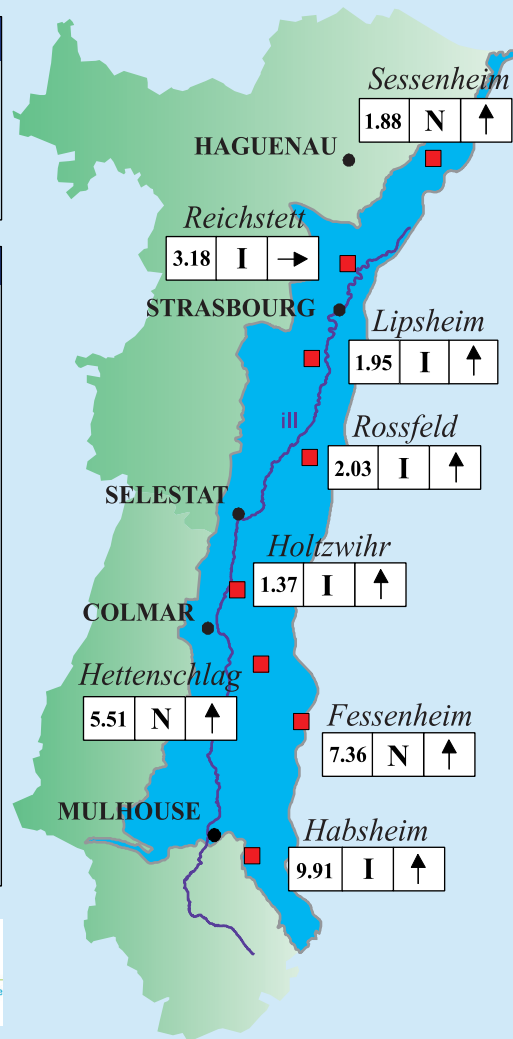 Sessenheim
1.88 N ↑
HAGUENAU
Reichstett
3.18 I →
STRASBOURG
Lipsheim
1.95 I ↑
ill
Rossfeld
2.03 I ↑
SELESTAT
Holtzwihr
1.37 I ↑
COLMAR
Hettenschlag
5.51 N ↑
Fessenheim
7.36 N ↑
MULHOUSE
Habsheim
9.91 I ↑
e